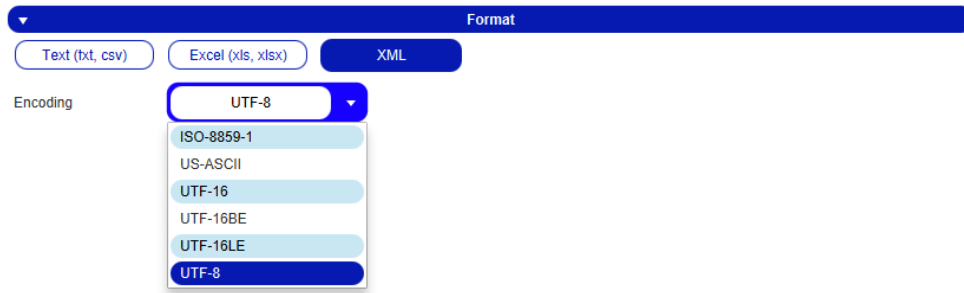 Format
Text (txt, csv) Excel (xls, xlsx) XML
Encoding UTF-8
ISO-8859-1
US-ASCII
UTF-16
UTF-16BE
UTF-16LE
UTF-8